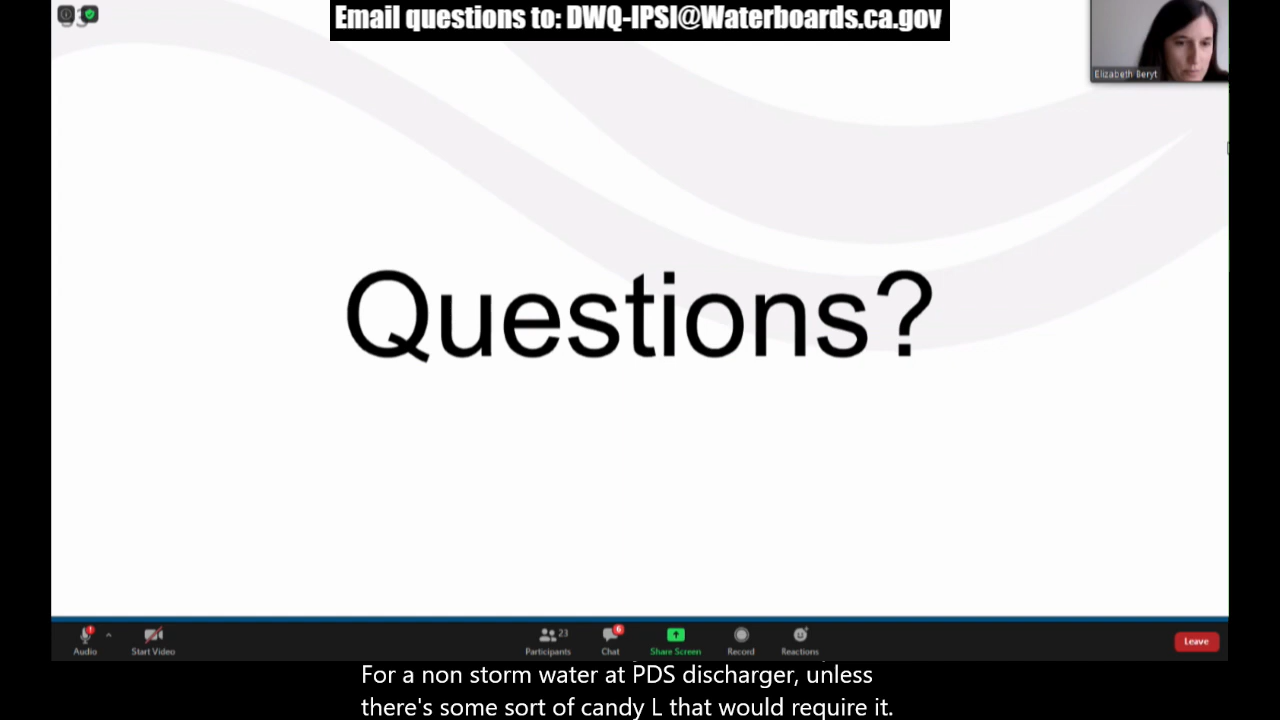 Email questions to: DWQ-IPSI@Waterboards.ca.gov
Elizabeth Beryt
Questions?
23
6
Audio
Start Video
Participants
Chat
Share Screen
Record
Reactions
Leave
For a non storm water at PDS discharger, unless
there's some sort of candy L that would require it.